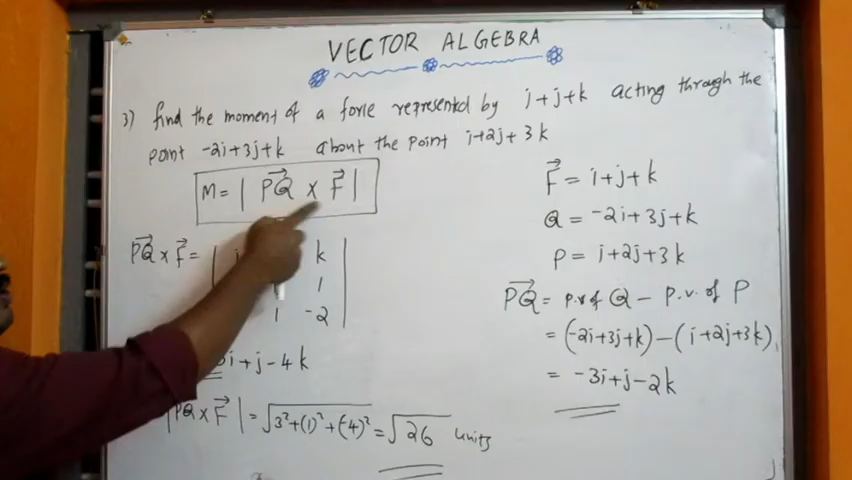 VECTOR ALGEBRA
3) find the moment of a force represented by i+j+k acting through the
point -2i+3j+k about the point i+2j+3k
M = | PQ × F |
F = i+j+k
Q = -2i+3j+k
P = i+2j+3k
PQ = p.v of Q - p.v. of P
= (-2i+3j+k) - (i+2j+3k)
= -3i+j-2k
PQ × F = | i k |
1
1 -2
i + j - 4k
|PQ × F| = √3²+(1)²+(-4)² = √26 units